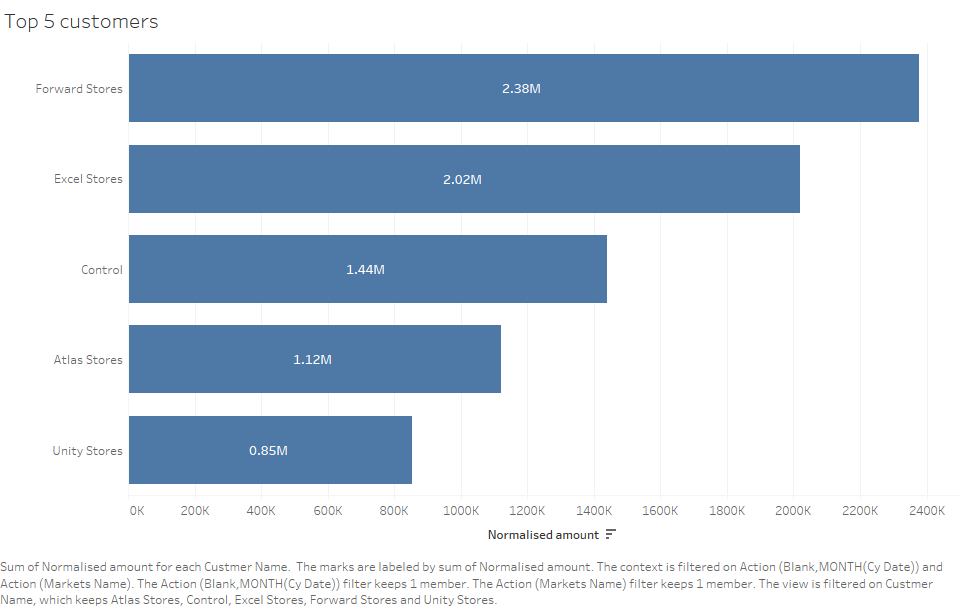 Top 5 customers
Forward Stores
2.38M
Excel Stores
2.02M
Control
1.44M
Atlas Stores
1.12M
Unity Stores
0.85M
0K 200K 400K 600K 800K 1000K 1200K 1400K 1600K 1800K 2000K 2200K 2400K
Normalised amount
Sum of Normalised amount for each Custmer Name.  The marks are labeled by sum of Normalised amount. The context is filtered on Action (Blank,MONTH(Cy Date)) and
Action (Markets Name). The Action (Blank,MONTH(Cy Date)) filter keeps 1 member. The Action (Markets Name) filter keeps 1 member. The view is filtered on Custmer
Name, which keeps Atlas Stores, Control, Excel Stores, Forward Stores and Unity Stores.